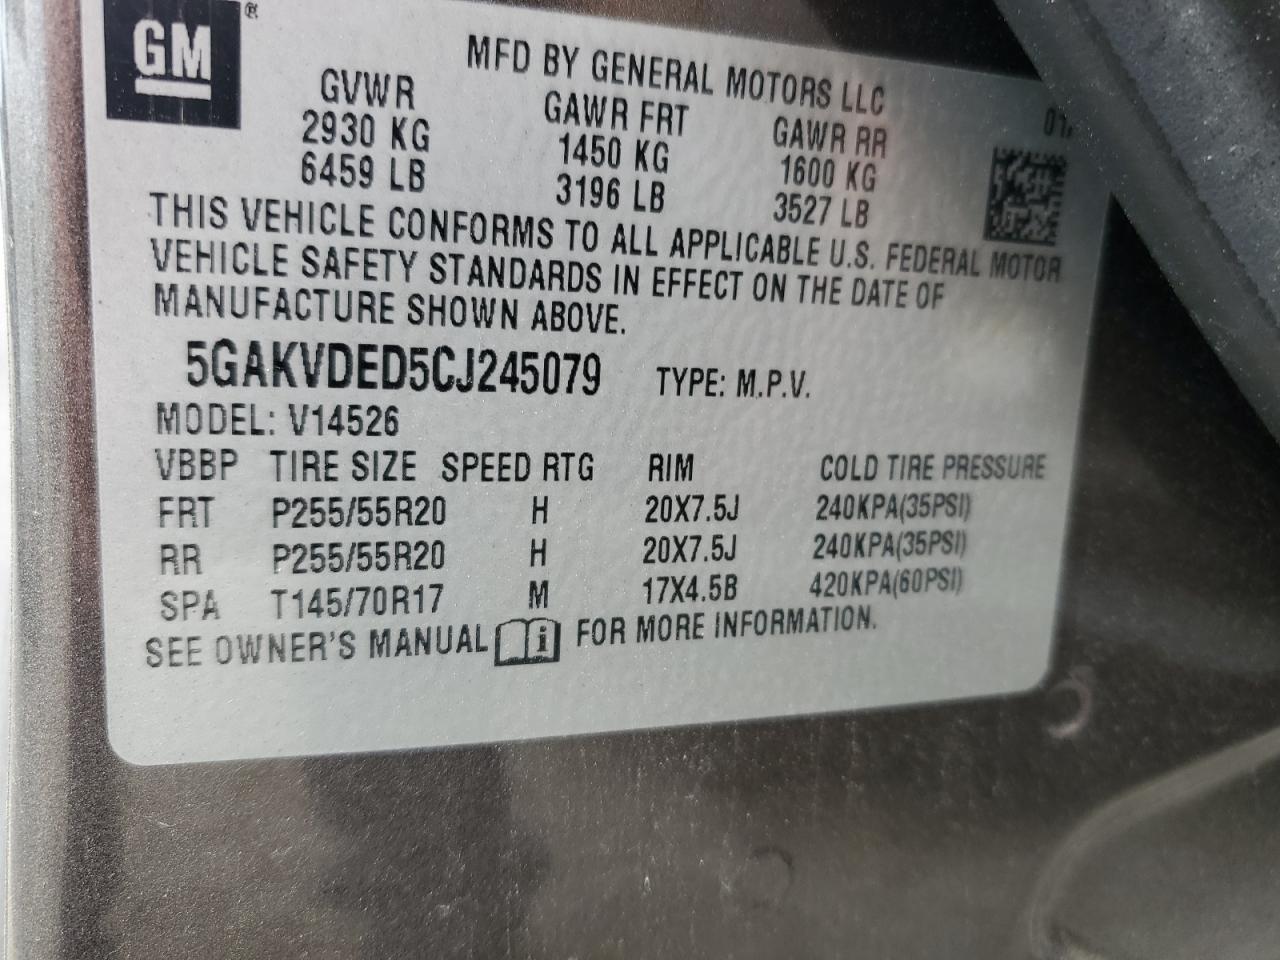 GM ®
MFD BY GENERAL MOTORS LLC
GVWR GAWR FRT GAWR RR
2930 KG 1450 KG 1600 KG
6459 LB 3196 LB 3527 LB
THIS VEHICLE CONFORMS TO ALL APPLICABLE U.S. FEDERAL MOTOR
VEHICLE SAFETY STANDARDS IN EFFECT ON THE DATE OF
MANUFACTURE SHOWN ABOVE.
5GAKVDED5CJ245079 TYPE: M.P.V.
MODEL: V14526
VBBP TIRE SIZE SPEED RTG RIM COLD TIRE PRESSURE
FRT P255/55R20 H 20X7.5J 240KPA(35PSI)
RR P255/55R20 H 20X7.5J 240KPA(35PSI)
SPA T145/70R17 M 17X4.5B 420KPA(60PSI)
SEE OWNER'S MANUAL i FOR MORE INFORMATION.